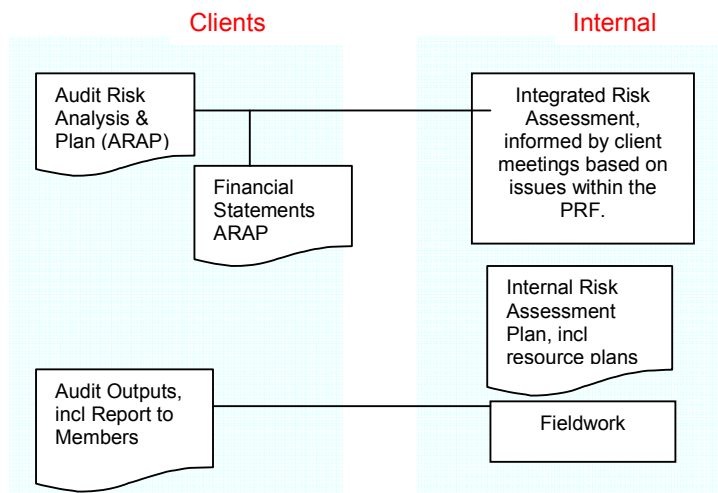 Clients
Internal
Audit Risk
Analysis &
Plan (ARAP)
Integrated Risk
Assessment,
informed by client
meetings based on
issues within the
PRF.
Financial
Statements
ARAP
Internal Risk
Assessment
Plan, incl
resource plans
Audit Outputs,
incl Report to
Members
Fieldwork